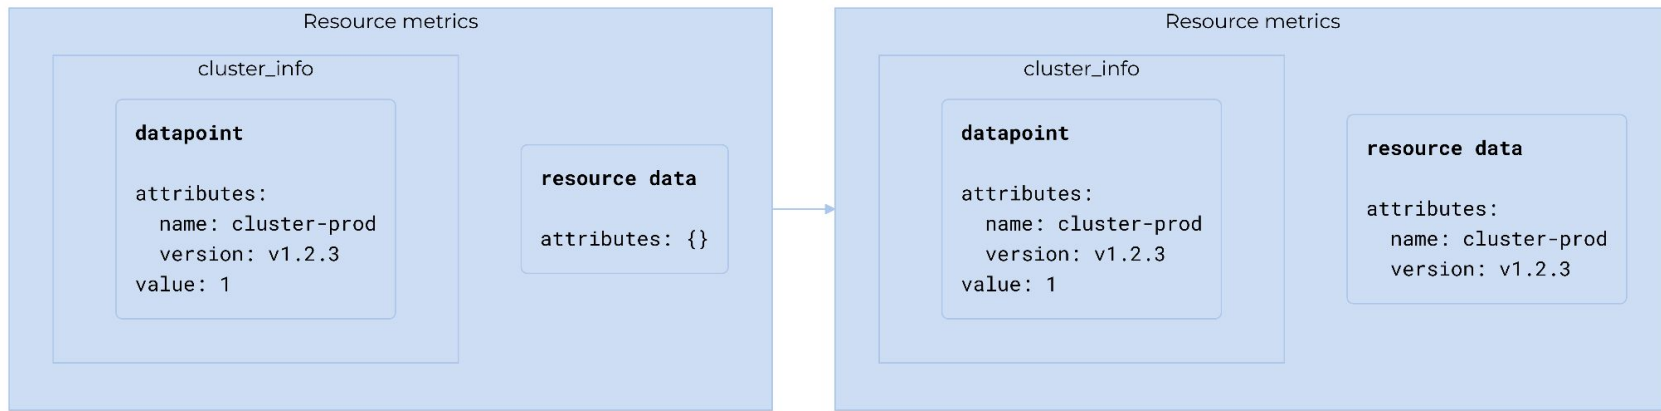 Resource metrics
cluster_info
datapoint
attributes:
name: cluster-prod
version: v1.2.3
value: 1
resource data
attributes: {}
Resource metrics
cluster_info
datapoint
attributes:
name: cluster-prod
version: v1.2.3
value: 1
resource data
attributes:
name: cluster-prod
version: v1.2.3